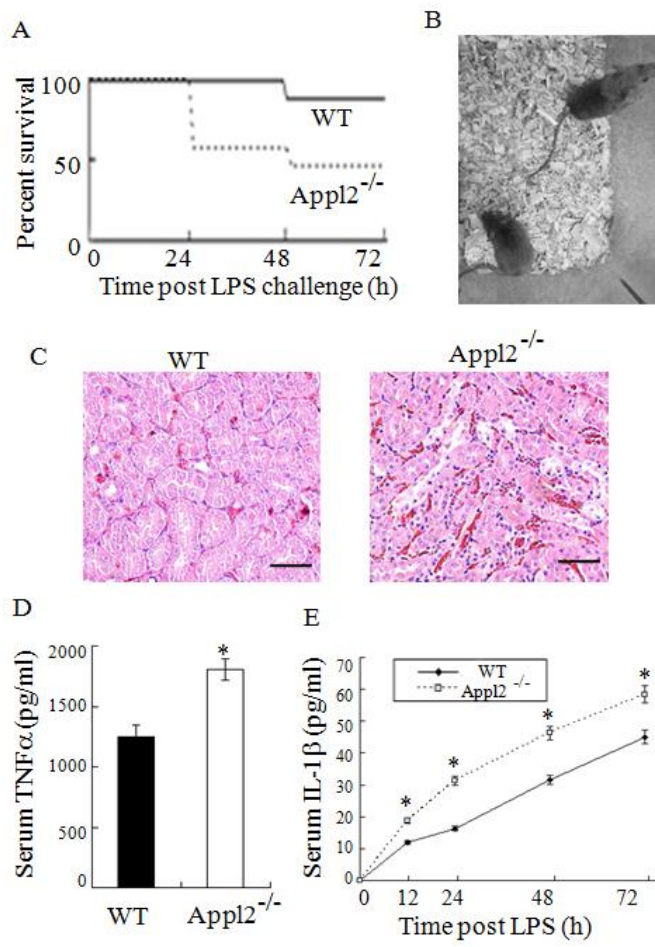 A
Percent survival
100
50
0
WT
Appl2-/-
0 24 48 72
Time post LPS challenge (h)
B
C
WT
Appl2-/-
D
Serum TNFα (pg/ml)
2000
1500
1000
500
0
*
WT Appl2-/-
E
Serum IL-1β (pg/ml)
70
60
50
40
30
20
10
0
WT
Appl2 -/-
* * * *
0 12 24 48 72
Time post LPS (h)